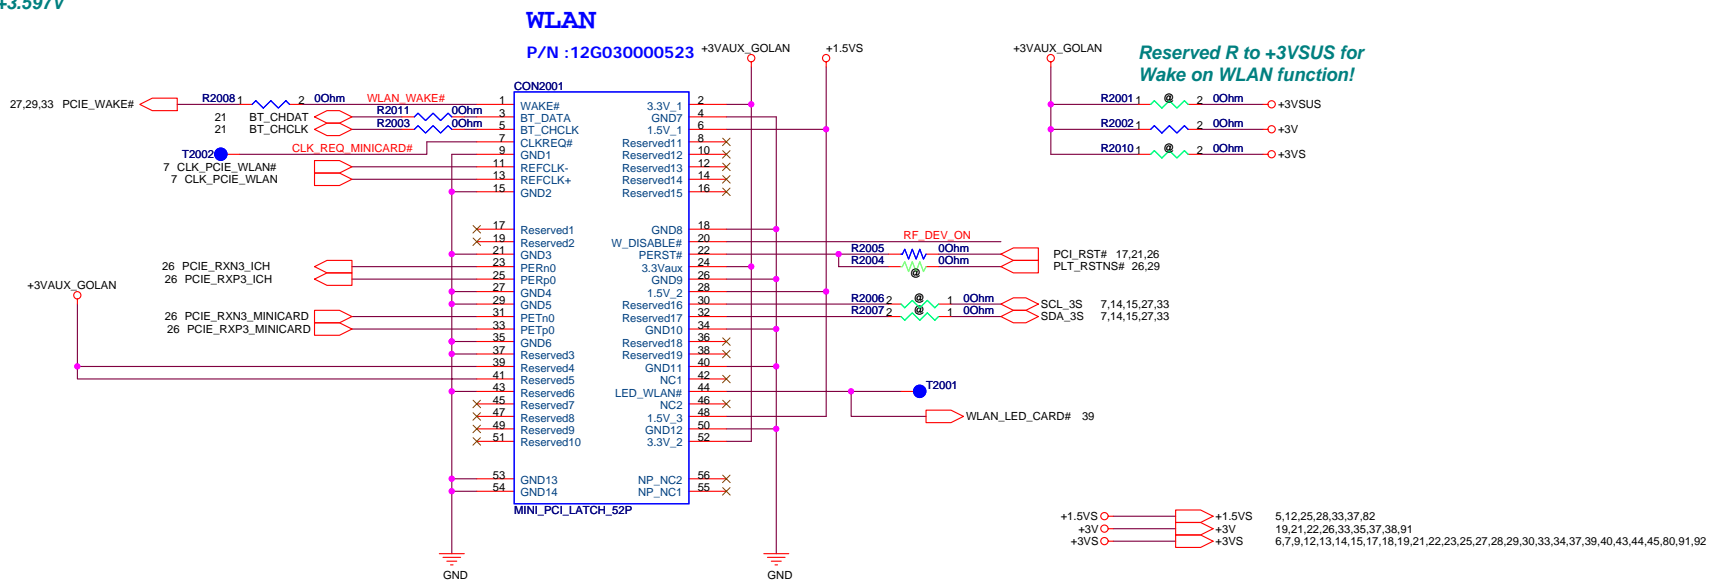 +3.597V
WLAN
P/N :12G030000523
+3VAUX_GOLAN
+1.5VS
+3VAUX_GOLAN
Reserved R to +3VSUS for
Wake on WLAN function!
CON2001
27,29,33 PCIE_WAKE# R2008 1 2 0Ohm WLAN_WAKE# 1 WAKE# 3.3V_1 2
21 BT_CHDAT R2011 0Ohm 3 BT_DATA GND7 4
21 BT_CHCLK R2003 0Ohm 5 BT_CHCLK 1.5V_1 6
T2002 CLK_REQ_MINICARD# 7 CLKREQ# Reserved11 8
9 GND1 Reserved12 10
7 CLK_PCIE_WLAN# 11 REFCLK- Reserved13 12
7 CLK_PCIE_WLAN 13 REFCLK+ Reserved14 14
15 GND2 Reserved15 16
R2001 1 @ 2 0Ohm +3VSUS
R2002 1 2 0Ohm +3V
R2010 1 @ 2 0Ohm +3VS
17 Reserved1 GND8 18
19 Reserved2 W_DISABLE# 20 RF_DEV_ON
21 GND3 PERST# 22 R2005 0Ohm PCI_RST# 17,21,26
26 PCIE_RXN3_ICH 23 PERn0 3.3Vaux 24 R2004 @ 0Ohm PLT_RSTNS# 26,29
26 PCIE_RXP3_ICH 25 PERp0 GND9 26
+3VAUX_GOLAN
27 GND4 1.5V_2 28
29 GND5 Reserved16 30 R2006 2 @ 1 0Ohm SCL_3S 7,14,15,27,33
26 PCIE_RXN3_MINICARD 31 PETn0 Reserved17 32 R2007 2 @ 1 0Ohm SDA_3S 7,14,15,27,33
26 PCIE_RXP3_MINICARD 33 PETp0 GND10 34
35 GND6 Reserved18 36
37 Reserved3 Reserved19 38
39 Reserved4 GND11 40
41 Reserved5 NC1 42
43 Reserved6 LED_WLAN# 44 T2001
45 Reserved7 NC2 46
47 Reserved8 1.5V_3 48 WLAN_LED_CARD# 39
49 Reserved9 GND12 50
51 Reserved10 3.3V_2 52
53 GND13 NP_NC2 56
54 GND14 NP_NC1 55
MINI_PCI_LATCH_52P
GND
GND
+1.5VS +1.5VS 5,12,25,28,33,37,82
+3V +3V 19,21,22,26,33,35,37,38,91
+3VS +3VS 6,7,9,12,13,14,15,17,18,19,21,22,23,25,27,28,29,30,33,34,37,39,40,43,44,45,80,91,92